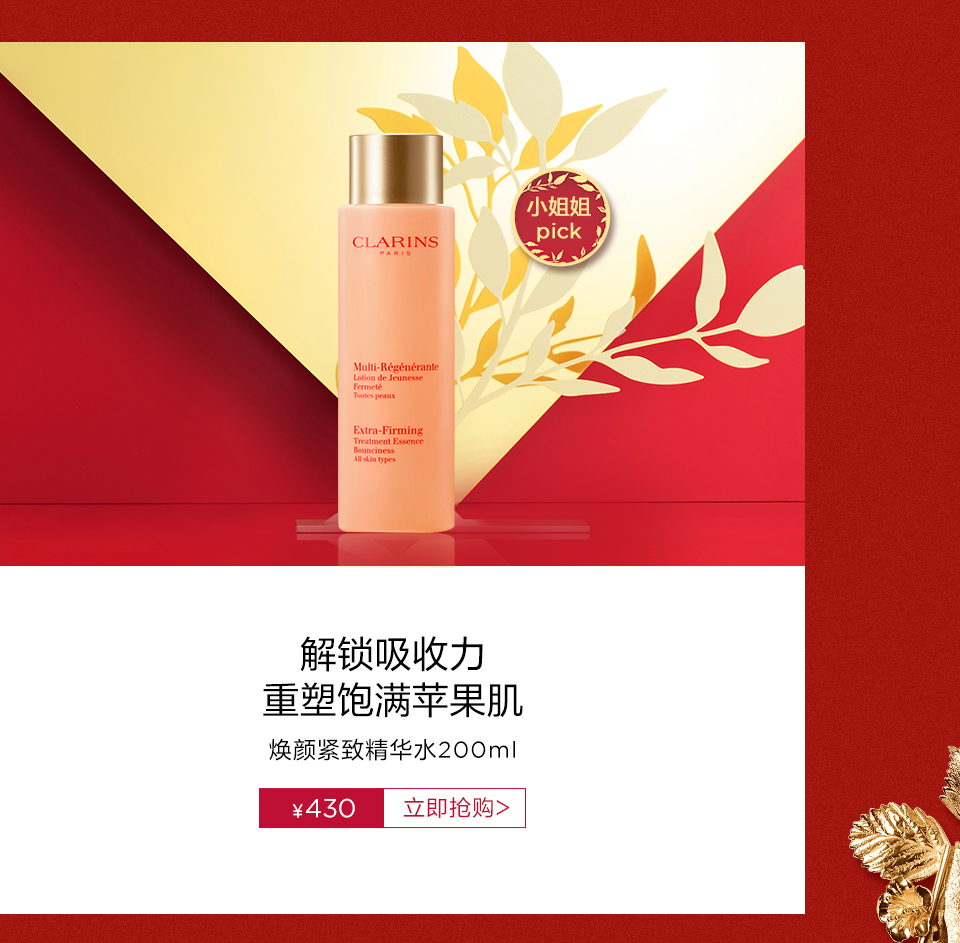 小姐姐
pick
CLARINS
PARIS
Multi-Régénérante
Lotion de Jeunesse
Fermeté
Toutes peaux
Extra-Firming
Treatment Essence
Bounciness
All skin types
解锁吸收力
重塑饱满苹果肌
焕颜紧致精华水200ml
¥430 立即抢购>